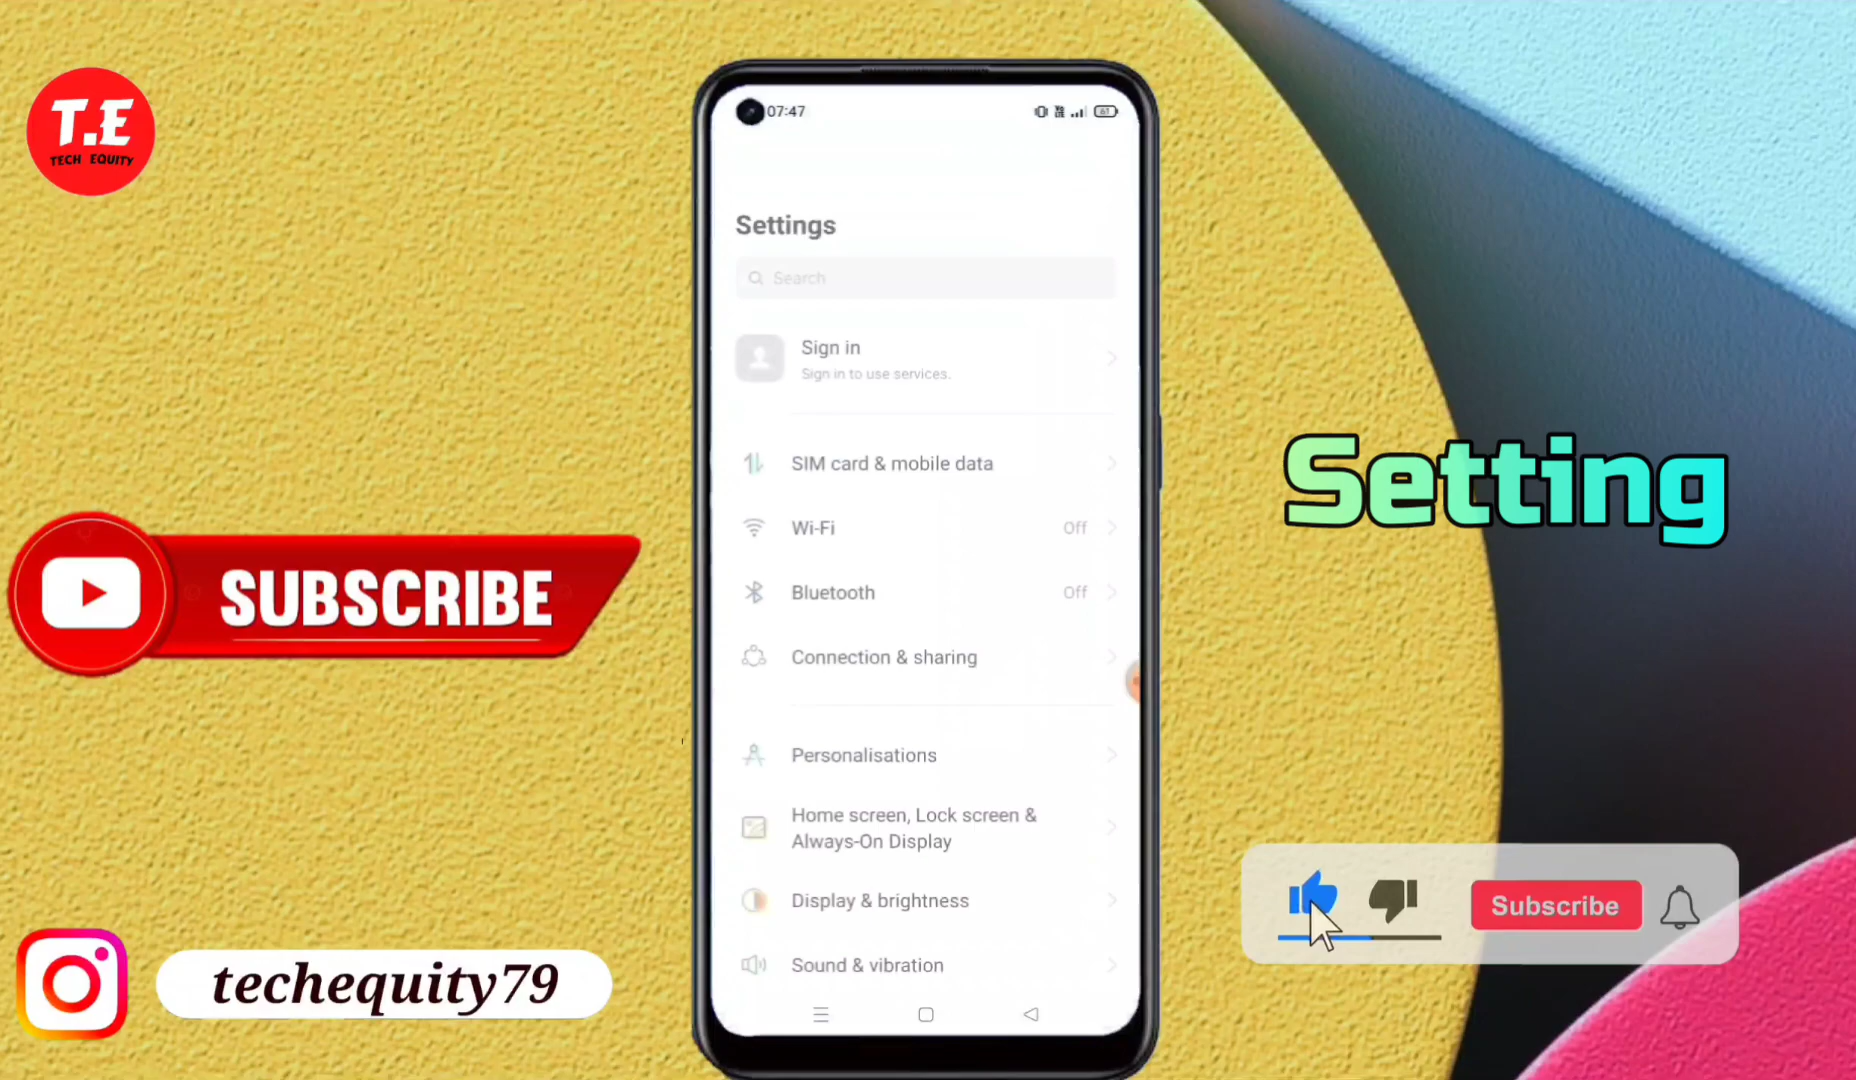 T.E
TECH EQUITY
SUBSCRIBE
techequity79
07:47
61
Settings
Search
Sign in
Sign in to use services.
SIM card & mobile data
Wi-Fi Off
Bluetooth Off
Connection & sharing
Personalisations
Home screen, Lock screen &
Always-On Display
Display & brightness
Sound & vibration
Setting
Subscribe